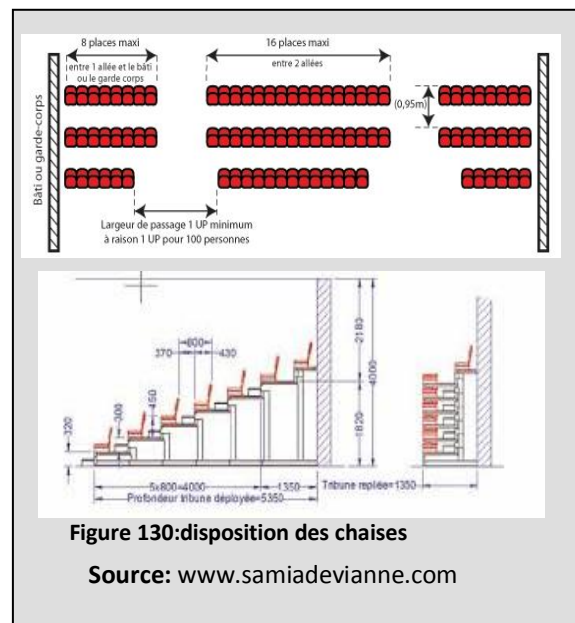 8 places maxi
16 places maxi
entre 1 allée et le bâti
ou le garde corps
entre 2 allées
(0,95m)
Bâti ou garde-corps
Largeur de passage 1 UP minimum
à raison 1 UP pour 100 personnes
800
370
430
450
300
320
2180
4000
1820
5x800=4000
1350
Profondeur tribune déployée=5350
Tribune repliée=1350
Figure 130:disposition des chaises
Source: www.samiadevianne.com